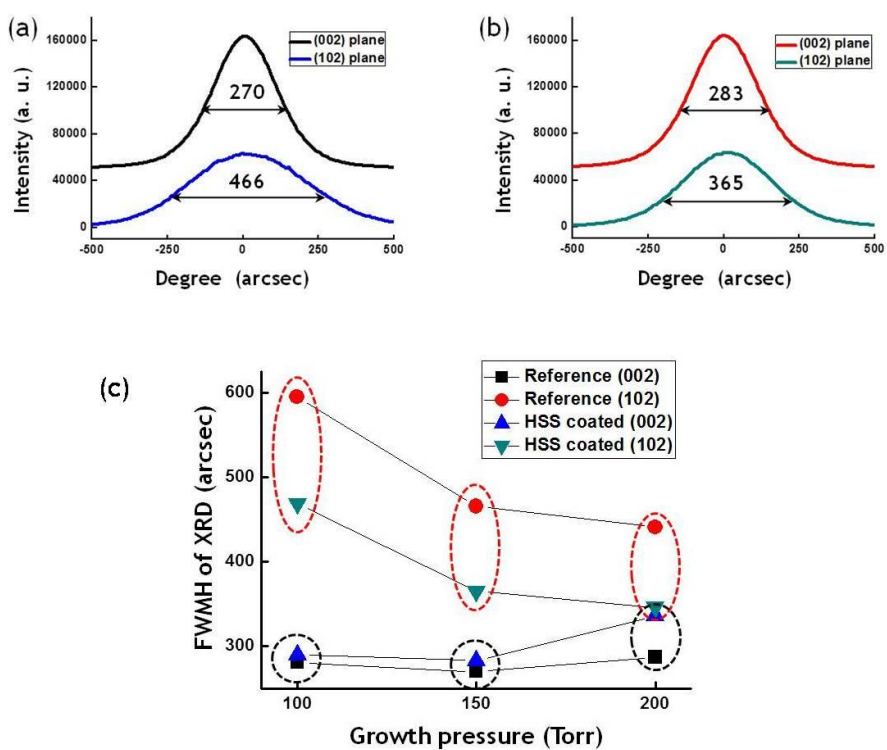 (a)
Intensity (a. u.)
160000
120000
80000
40000
0
(002) plane
(102) plane
270
466
-500
-250
0
250
500
Degree (arcsec)
(b)
Intensity (a. u.)
160000
120000
80000
40000
0
(002) plane
(102) plane
283
365
-500
-250
0
250
500
Degree (arcsec)
(c)
FWMH of XRD (arcsec)
600
500
400
300
Reference (002)
Reference (102)
HSS coated (002)
HSS coated (102)
100
150
200
Growth pressure (Torr)